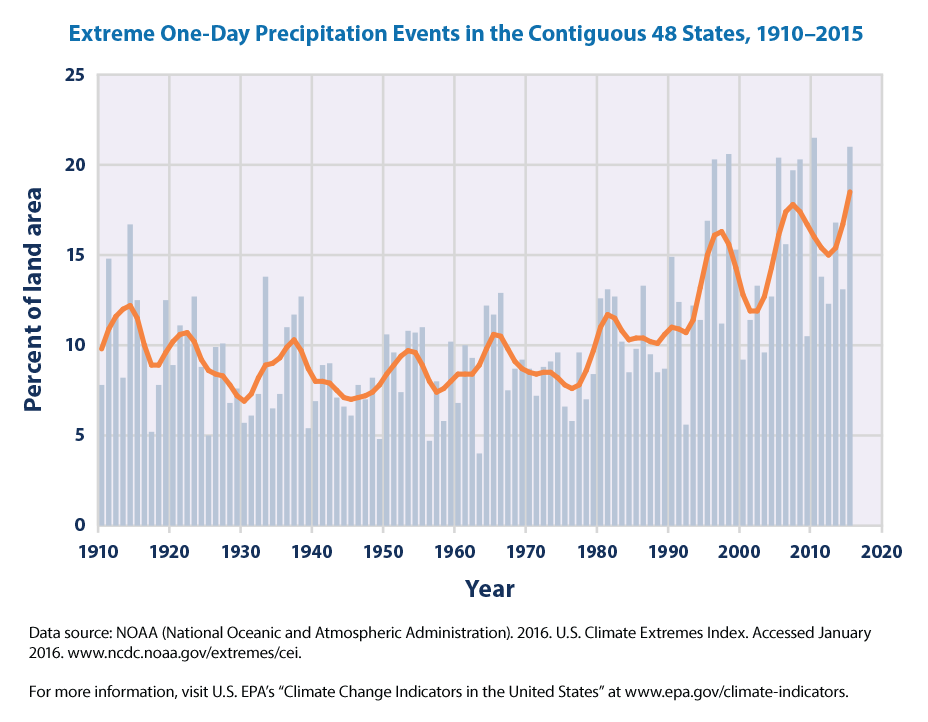 Extreme One-Day Precipitation Events in the Contiguous 48 States, 1910–2015
Percent of land area
25
20
15
10
5
0
1910 1920 1930 1940 1950 1960 1970 1980 1990 2000 2010 2020
Year
Data source: NOAA (National Oceanic and Atmospheric Administration). 2016. U.S. Climate Extremes Index. Accessed January
2016. www.ncdc.noaa.gov/extremes/cei.
For more information, visit U.S. EPA’s “Climate Change Indicators in the United States” at www.epa.gov/climate-indicators.